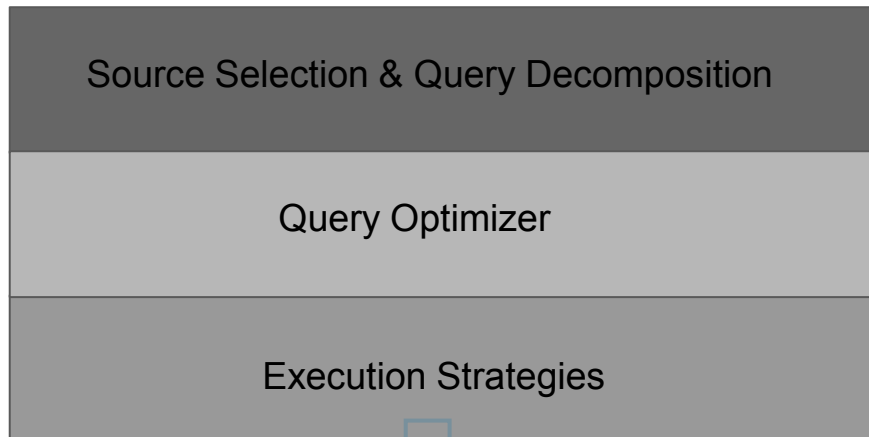 Source Selection & Query Decomposition
Query Optimizer
Execution Strategies